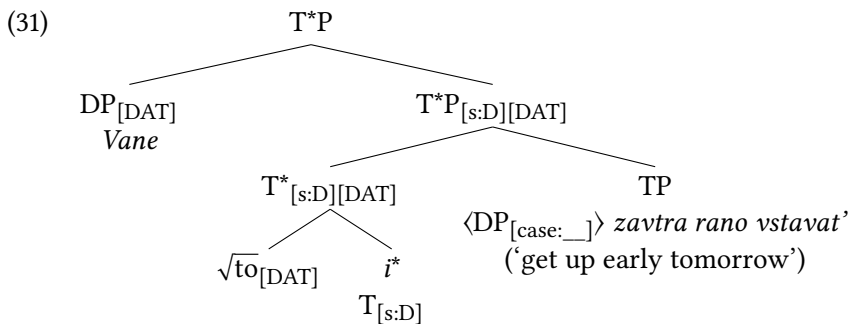 (31) T*P
DP[DAT] T*P[s:D][DAT]
Vane
T*[s:D][DAT] TP
⟨DP[case:__]⟩ zavtra rano vstavat’
√to[DAT] i* (‘get up early tomorrow’)
T[s:D]